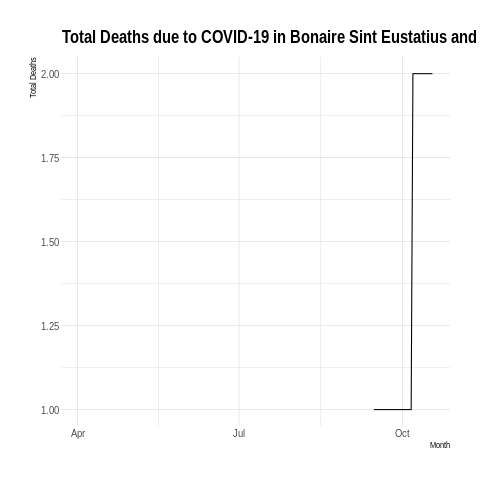 Total Deaths due to COVID-19 in Bonaire Sint Eustatius and
Total Deaths
2.00
1.75
1.50
1.25
1.00
Apr Jul Oct
Month